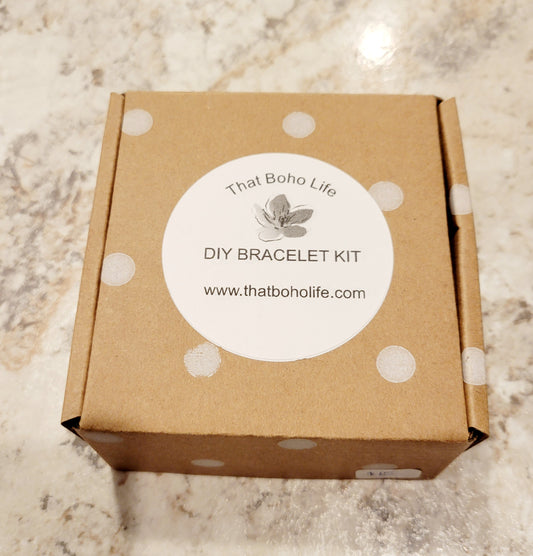 That Boho Life
DIY BRACELET KIT
www.thatboholife.com